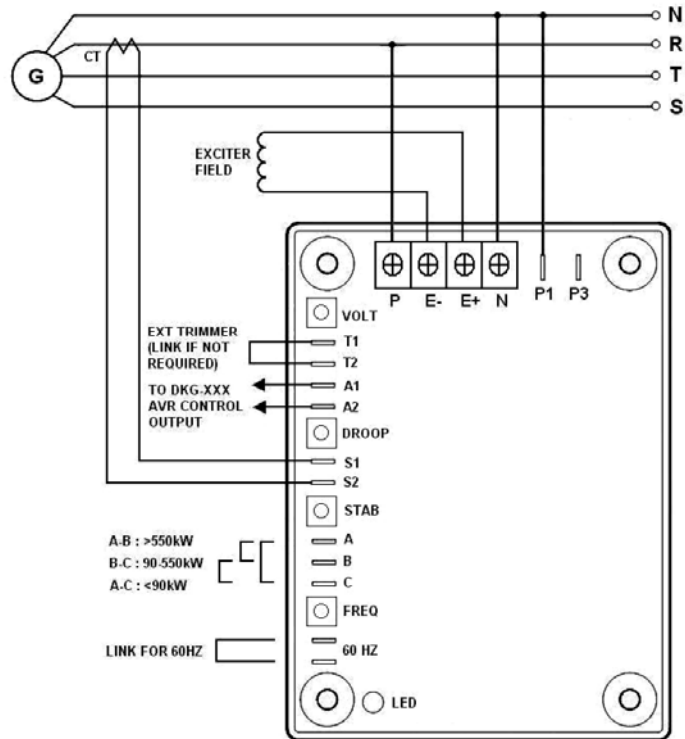 N
R
T
S
G
CT
EXCITER
FIELD
P E- E+ N P1 P3
VOLT
EXT TRIMMER
(LINK IF NOT
REQUIRED)
T1
T2
TO DKG-XXX
AVR CONTROL
OUTPUT
A1
A2
DROOP
S1
S2
STAB
A-B : >550kW
B-C : 90-550kW
A-C : <90kW
A
B
C
FREQ
LINK FOR 60HZ
60 HZ
LED